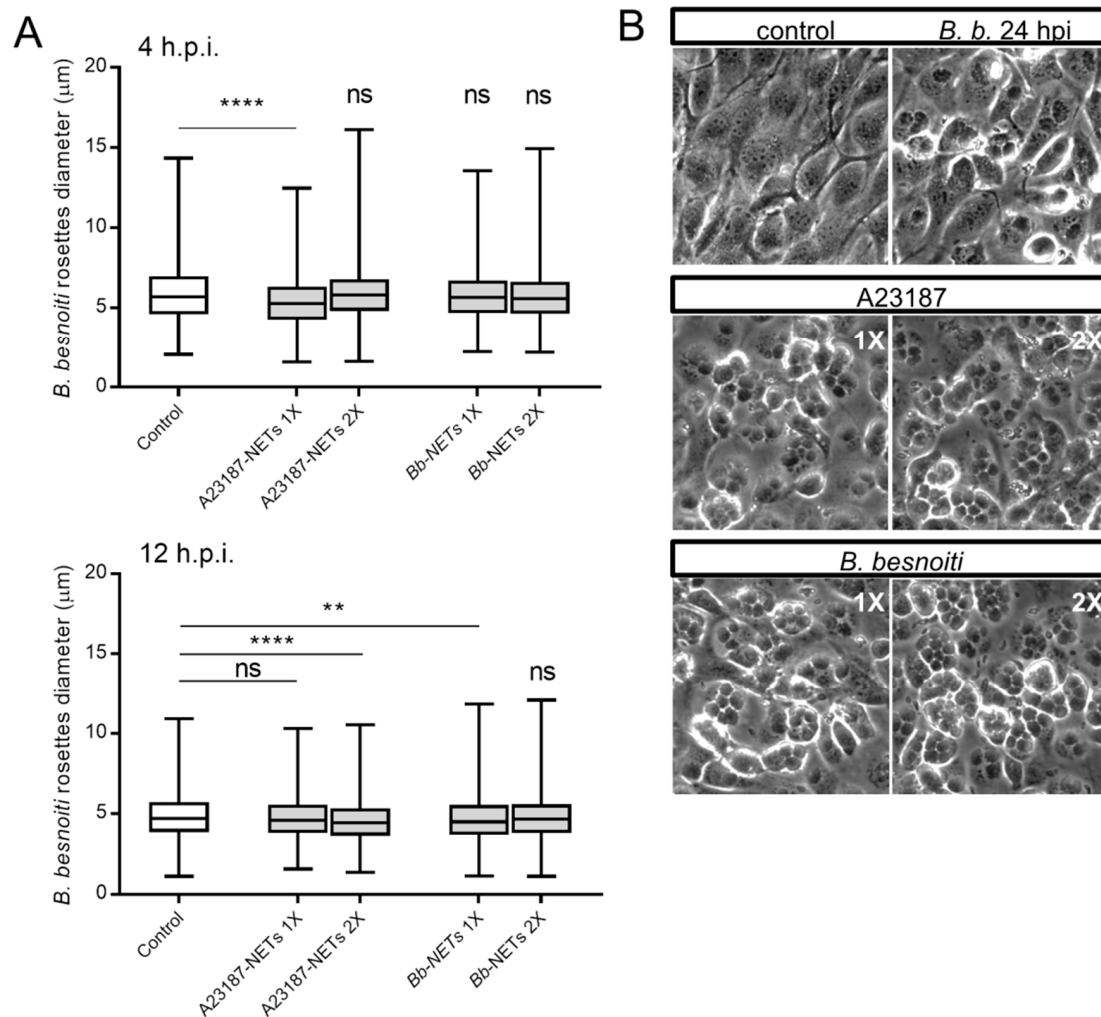 A
4 h.p.i.
B. besnoiti rosettes diameter (μm)
20
15
10
5
0
****
ns
ns
ns
Control
A23187-NETs 1X
A23187-NETs 2X
Bb-NETs 1X
Bb-NETs 2X
12 h.p.i.
B. besnoiti rosettes diameter (μm)
20
15
10
5
0
**
****
ns
ns
Control
A23187-NETs 1X
A23187-NETs 2X
Bb-NETs 1X
Bb-NETs 2X
B
control
B. b. 24 hpi
A23187
1X
2X
B. besnoiti
1X
2X